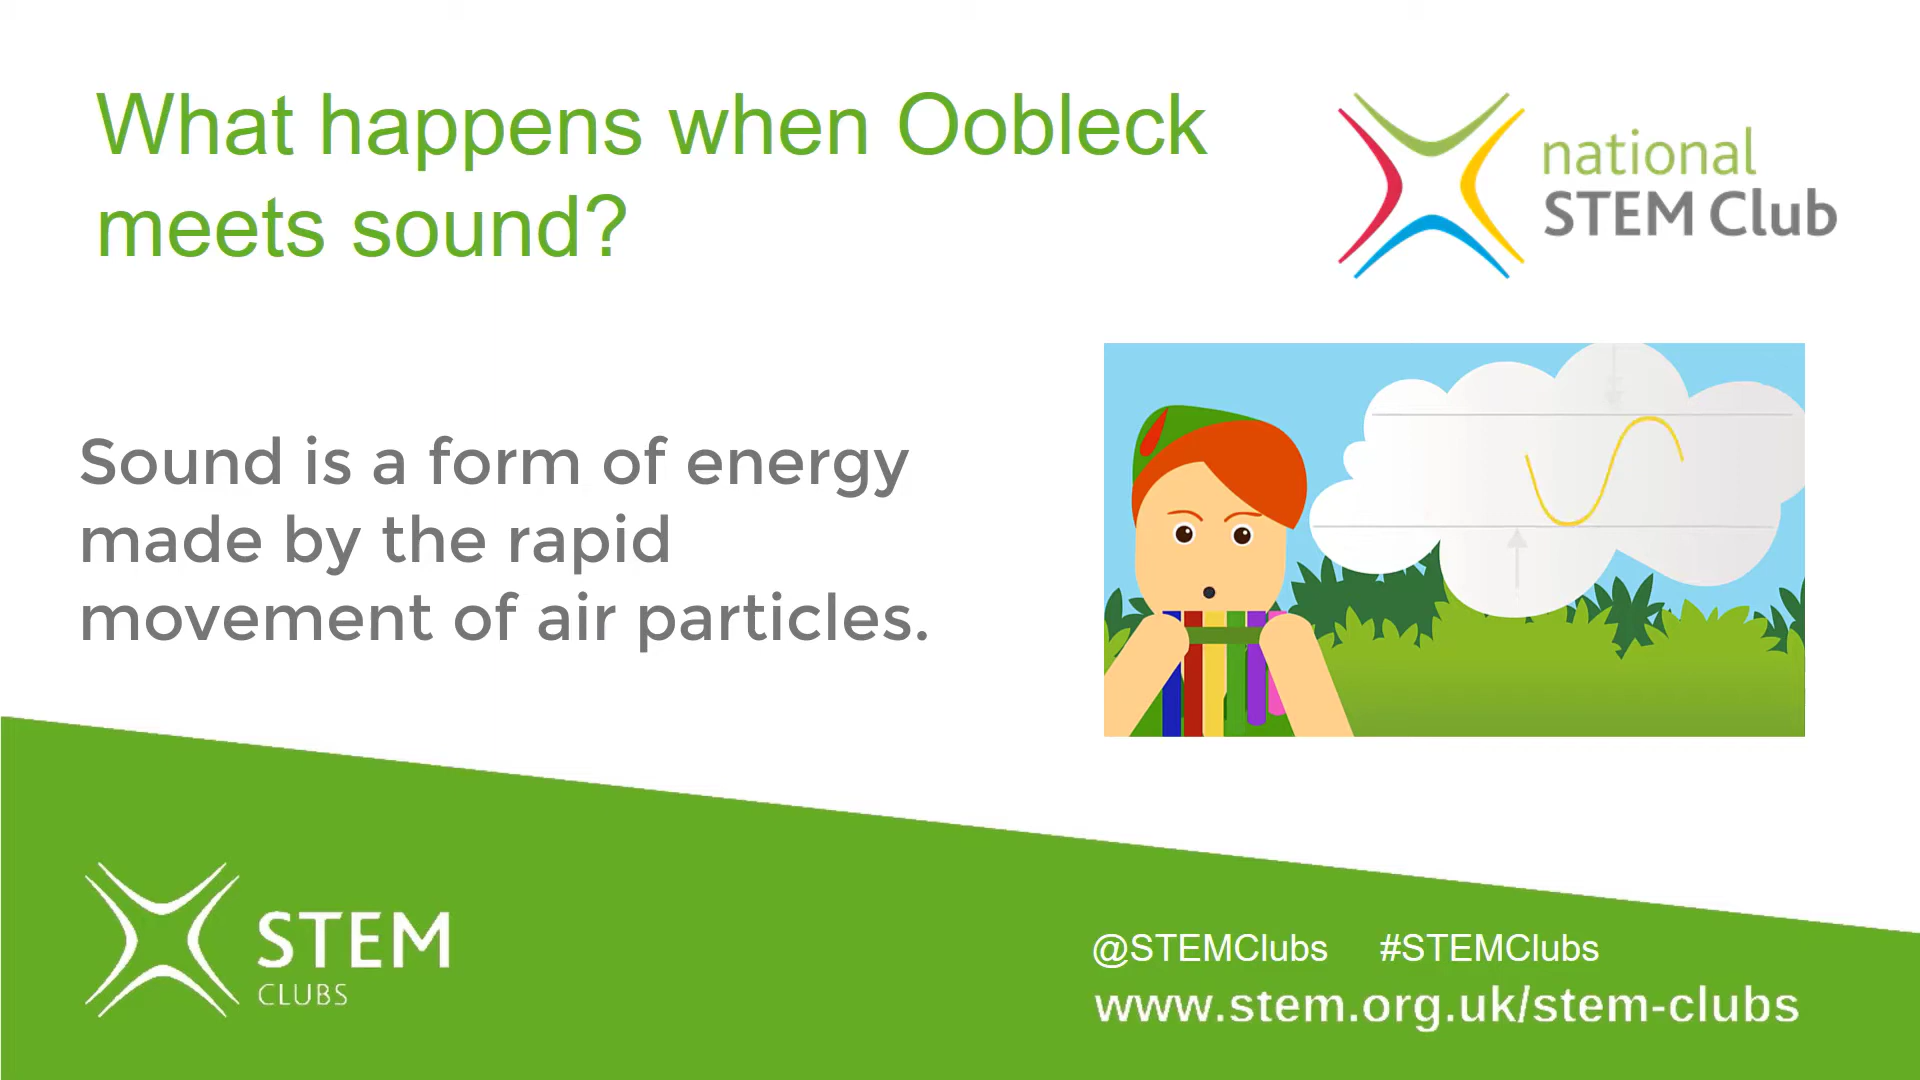 What happens when Oobleck
meets sound?
national
STEM Club
Sound is a form of energy
made by the rapid
movement of air particles.
STEM
CLUBS
@STEMClubs #STEMClubs
www.stem.org.uk/stem-clubs